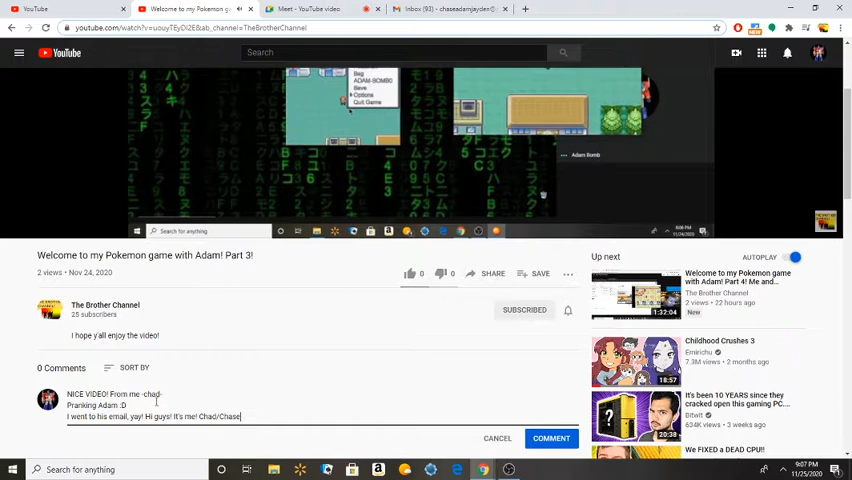 YouTube
Welcome to my Pokemon g
Meet - YouTube video
Inbox (93) - chaseadamjayden@
youtube.com/watch?v=uouyTEyDi2E&ab_channel=TheBrotherChannel
YouTube
Search
Bag
ADAM-BOMB0
Save
Options
Quit Game
Adam Bomb
Search for anything
6:06 PM
11/24/2020
Welcome to my Pokemon game with Adam! Part 3!
2 views • Nov 24, 2020
0
0
SHARE
SAVE
The Brother Channel
25 subscribers
SUBSCRIBED
I hope y'all enjoy the video!
0 Comments
SORT BY
NICE VIDEO! From me -chad-
Pranking Adam :D
I went to his email, yay! Hi guys! It's me! Chad/Chase
CANCEL
COMMENT
Up next
AUTOPLAY
Welcome to my Pokemon game
with Adam! Part 4! Me and...
The Brother Channel
2 views • 22 hours ago
New
1:32:04
Childhood Crushes 3
Emirichu
7.3M views • 2 months ago
18:57
It's been 10 YEARS since they
cracked open this gaming PC....
Bitwit
634K views • 3 weeks ago
20:38
We FIXED a DEAD CPU!
Search for anything
9:07 PM
11/25/2020